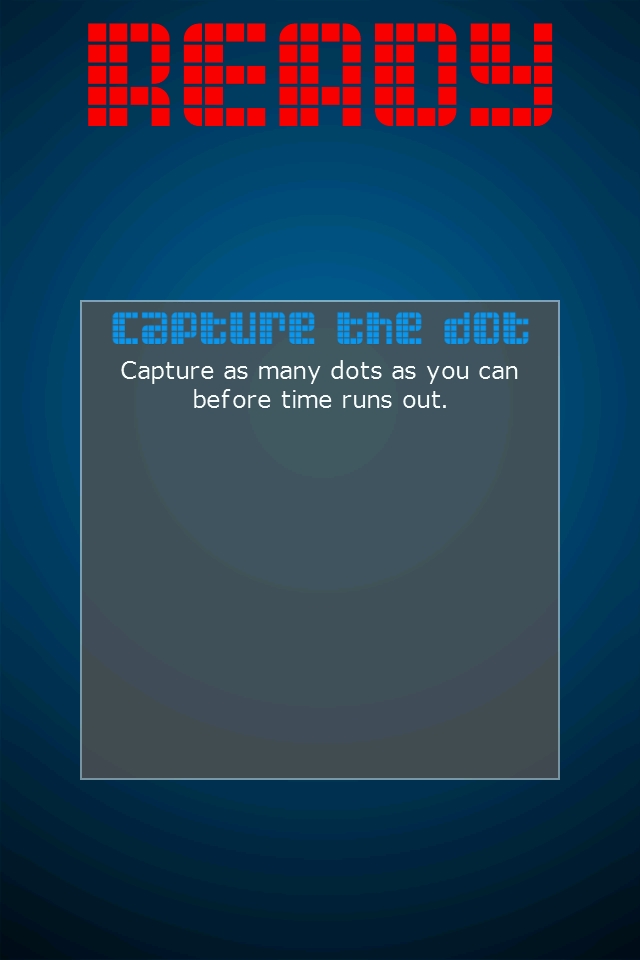 READY
Capture the dot
Capture as many dots as you can
before time runs out.